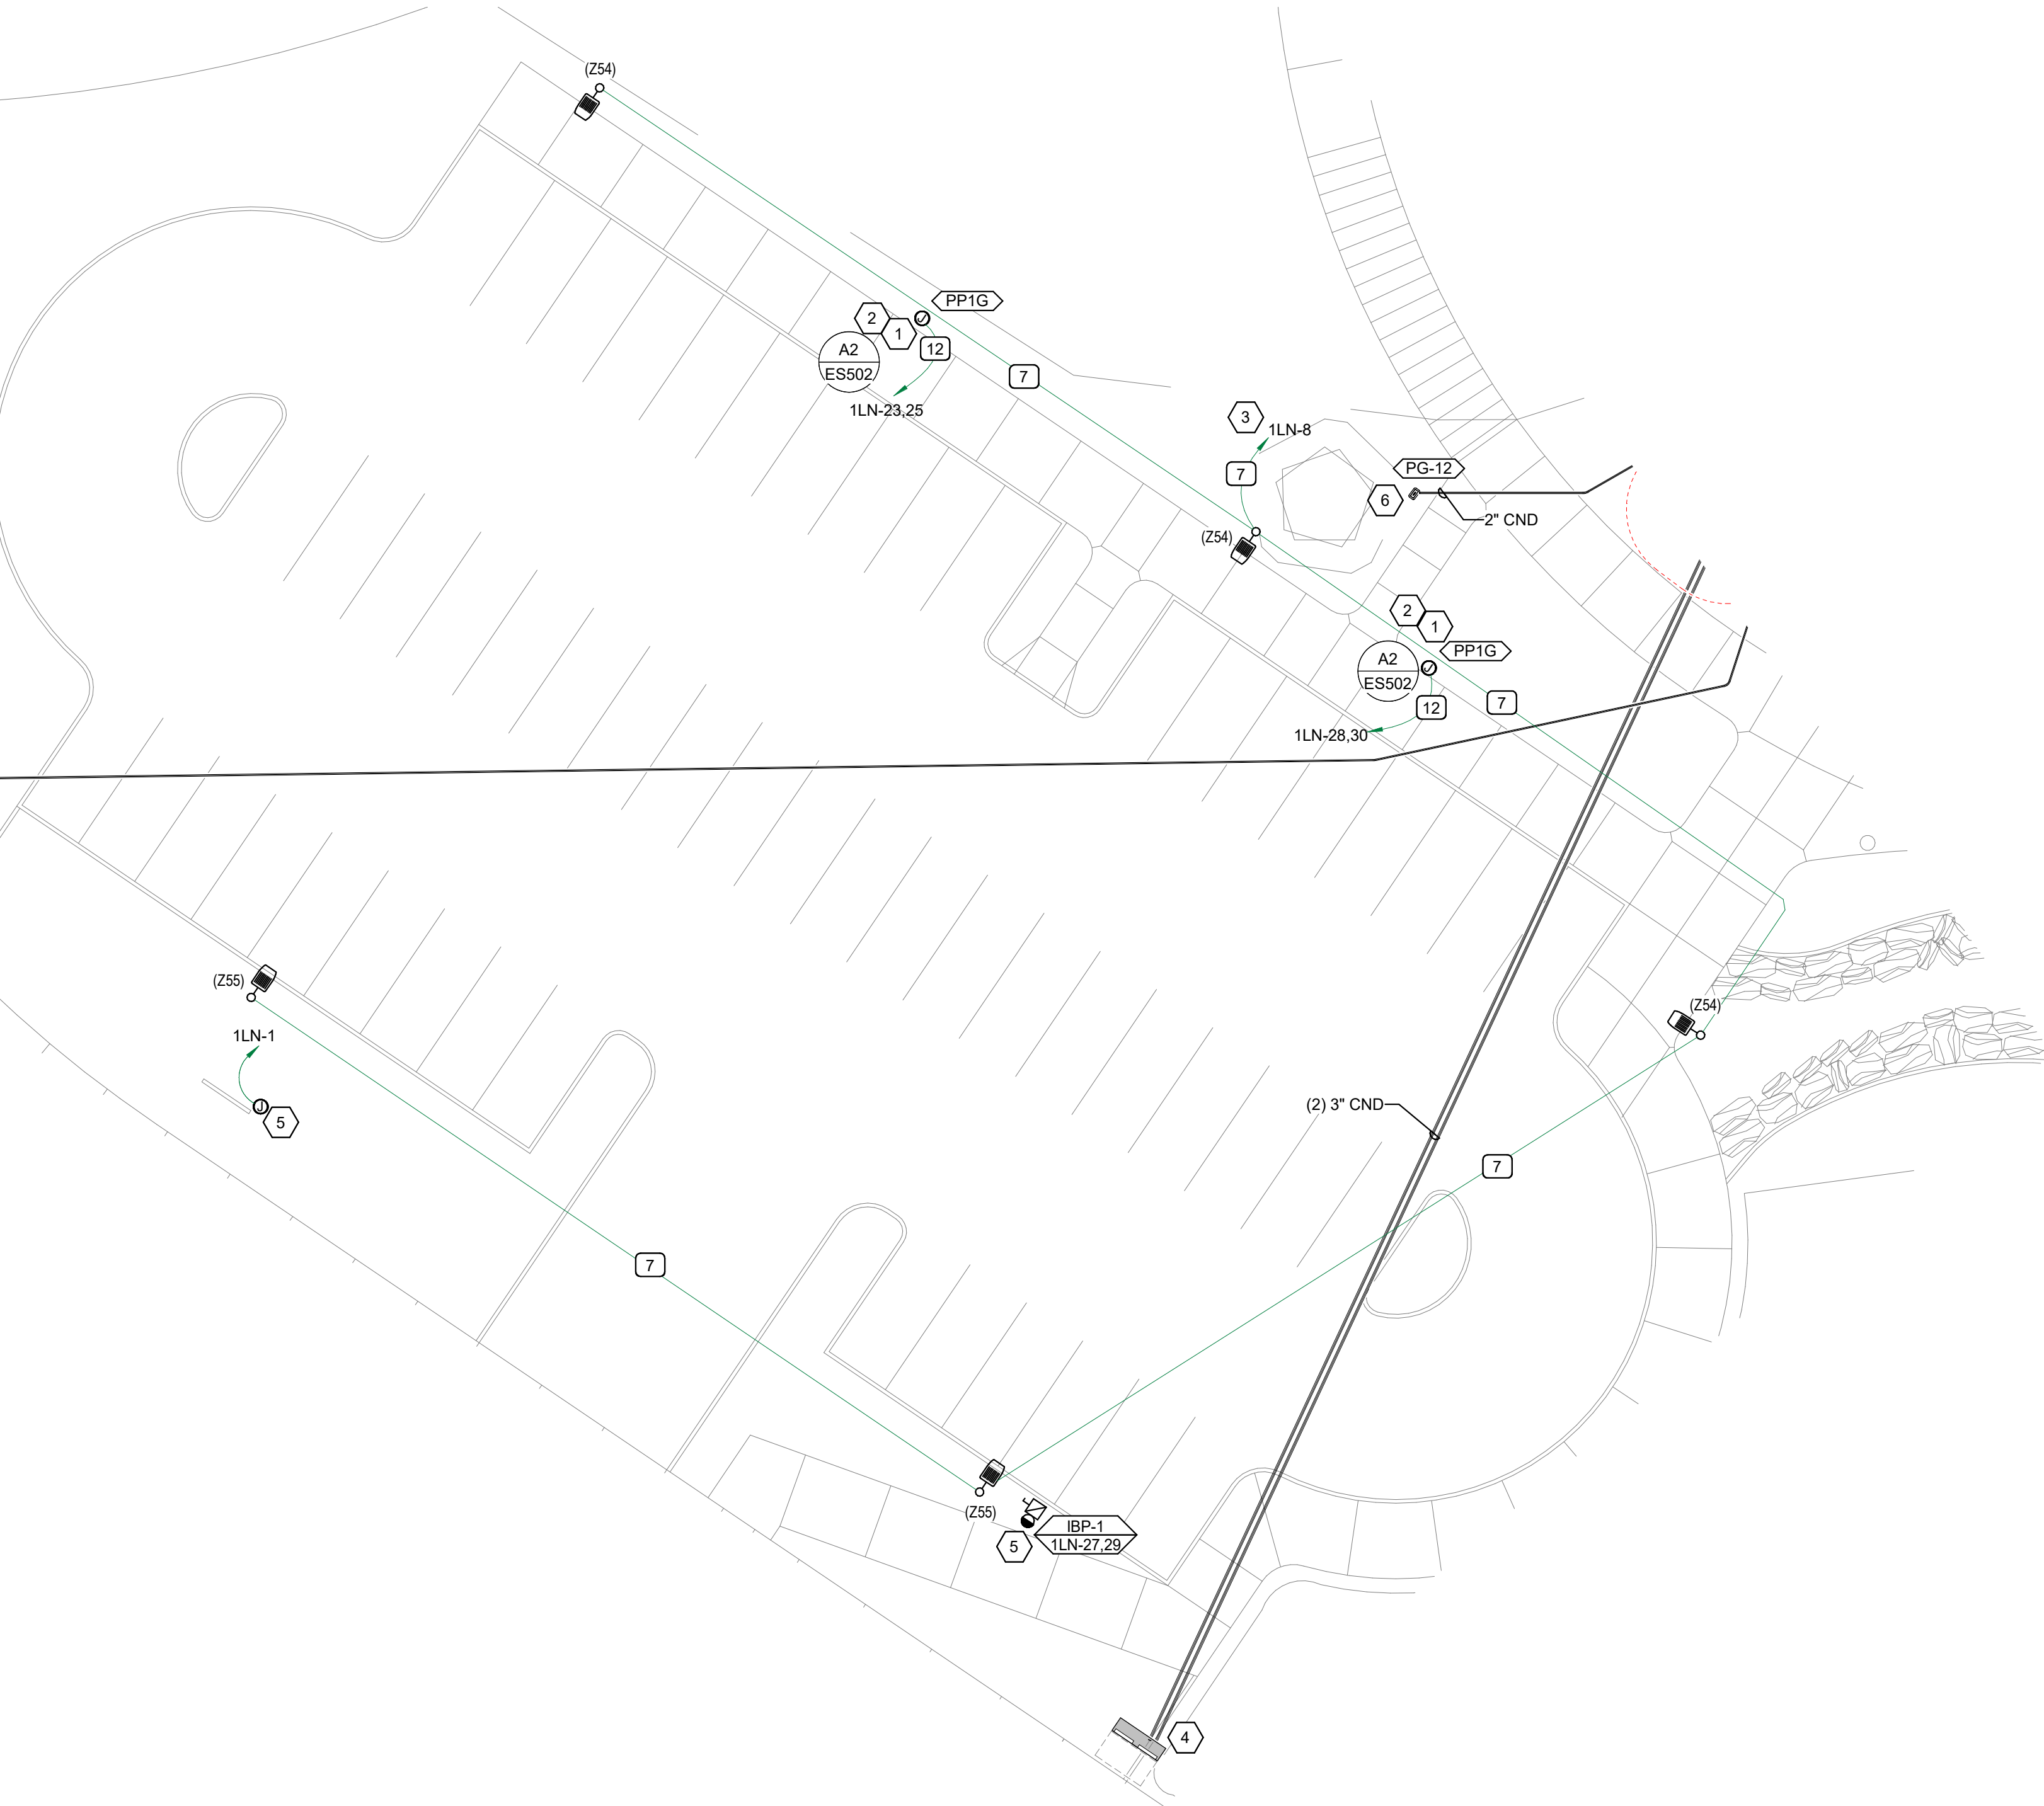 (Z54)
PP1G
2
1
12
A2
ES502
7
1LN-23,25
3
1LN-8
7
PG-12
6
2" CND
(Z54)
2
1
PP1G
A2
ES502
12
7
1LN-28,30
(Z55)
(Z54)
1LN-1
J
5
(2) 3" CND
7
7
(Z55)
IBP-1
1LN-27,29
5
4
J
J